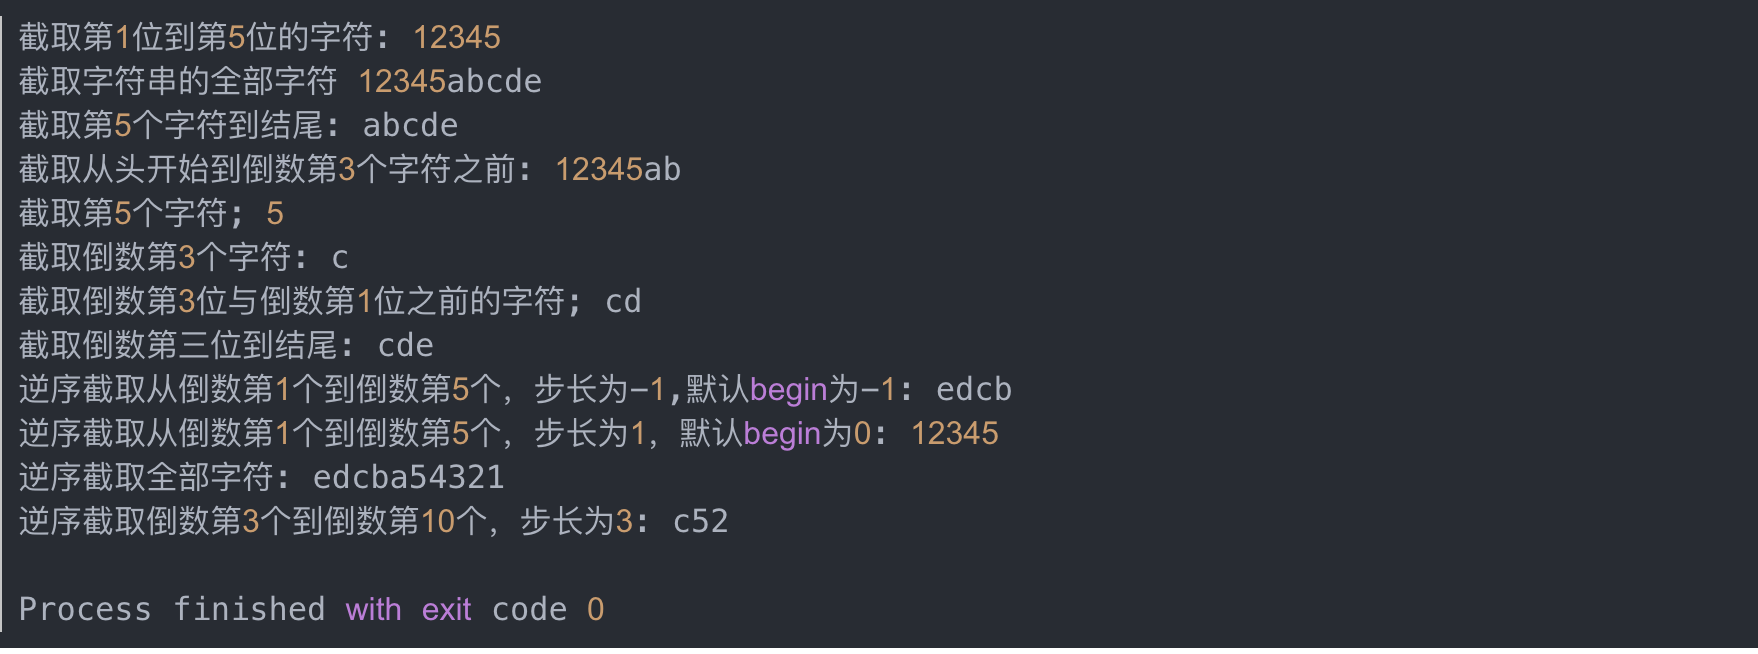 截取第1位到第5位的字符: 12345
截取字符串的全部字符 12345abcde
截取第5个字符到结尾: abcde
截取从头开始到倒数第3个字符之前: 12345ab
截取第5个字符; 5
截取倒数第3个字符: c
截取倒数第3位与倒数第1位之前的字符; cd
截取倒数第三位到结尾: cde
逆序截取从倒数第1个到倒数第5个，步长为-1,默认begin为-1: edcb
逆序截取从倒数第1个到倒数第5个，步长为1，默认begin为0: 12345
逆序截取全部字符: edcba54321
逆序截取倒数第3个到倒数第10个，步长为3: c52
Process finished with exit code 0